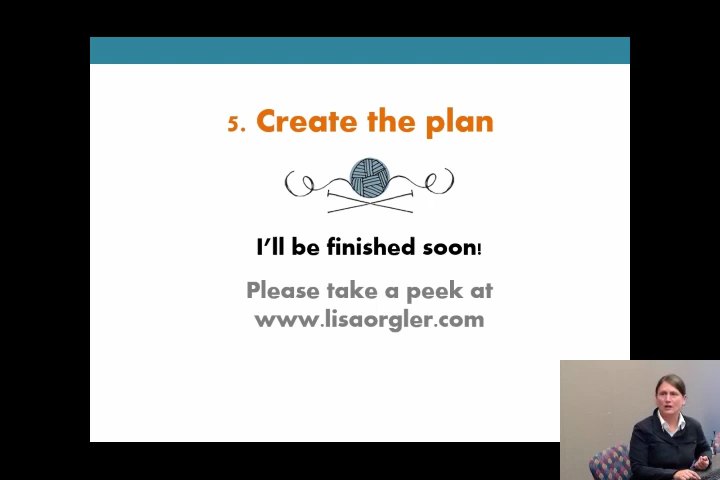 5. Create the plan
I'll be finished soon!
Please take a peek at
www.lisaorgler.com